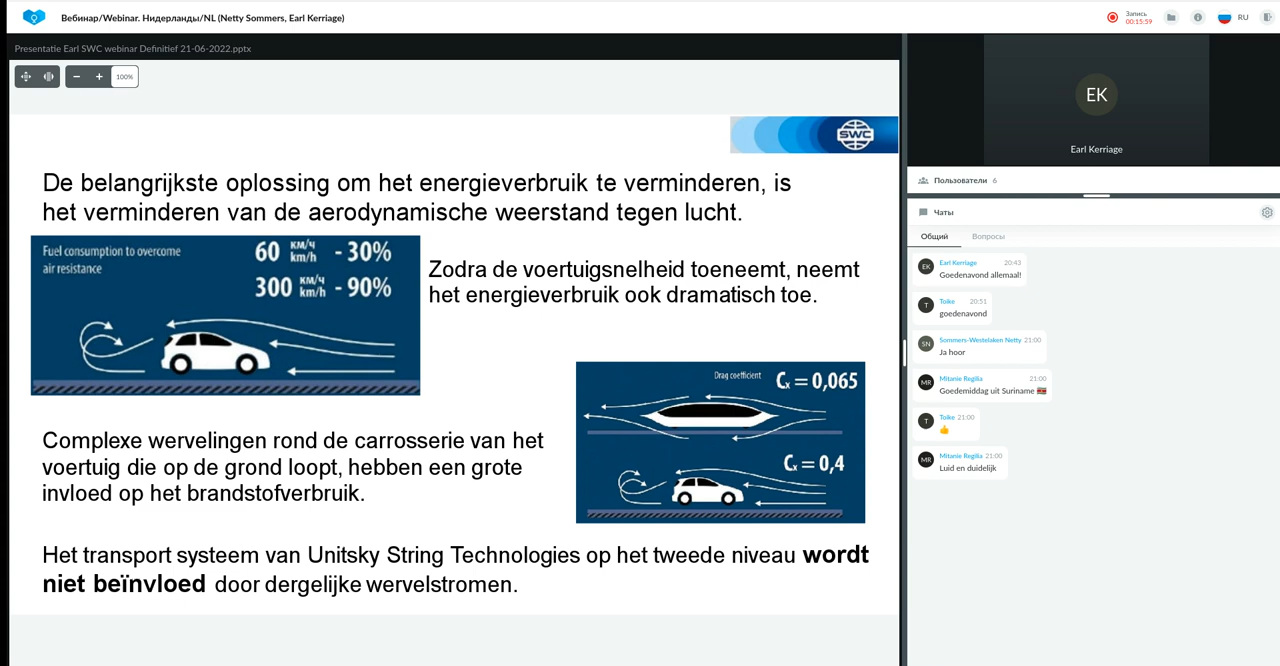 Вебинар/Webinar. Нидерланды/NL (Netty Sommers, Earl Kerriage)
Запись
00:15:59
RU
Presentatie Earl SWC webinar Definitief 21-06-2022.pptx
100%
SWC
De belangrijkste oplossing om het energieverbruik te verminderen, is
het verminderen van de aerodynamische weerstand tegen lucht.
Fuel consumption to overcome
air resistance
60 км/ч km/h - 30%
300 км/ч km/h - 90%
Zodra de voertuigsnelheid toeneemt, neemt
het energieverbruik ook dramatisch toe.
Drag coefficient Cx = 0,065
Cx = 0,4
Complexe wervelingen rond de carrosserie van het
voertuig die op de grond loopt, hebben een grote
invloed op het brandstofverbruik.
Het transport systeem van Unitsky String Technologies op het tweede niveau wordt
niet beïnvloed door dergelijke wervelstromen.
EK
Earl Kerriage
Пользователи 6
Чаты
Общий Вопросы
EK Earl Kerriage 20:43
Goedenavond allemaal!
T Toike 20:51
goedenavond
SN Sommers-Westelaken Netty 21:00
Ja hoor
MR Mitanie Regilia 21:00
Goedemiddag uit Suriname 🇸🇷
T Toike 21:00
👍
MR Mitanie Regilia 21:00
Luid en duidelijk